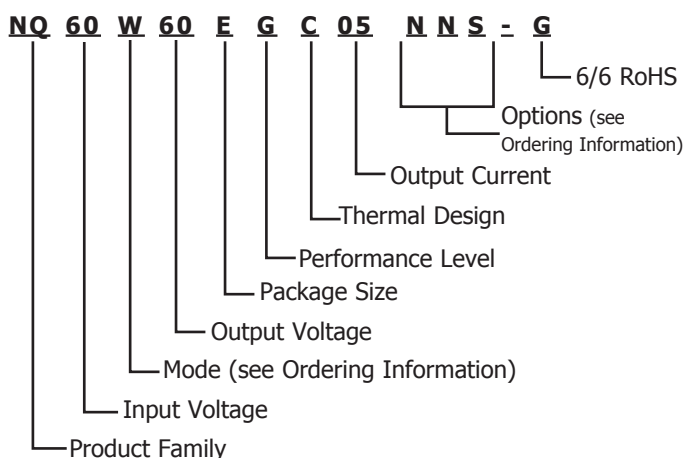 NQ 60 W 60 E G C 05 N N S - G
6/6 RoHS
Options (see
Ordering Information)
Output Current
Thermal Design
Performance Level
Package Size
Output Voltage
Mode (see Ordering Information)
Input Voltage
Product Family